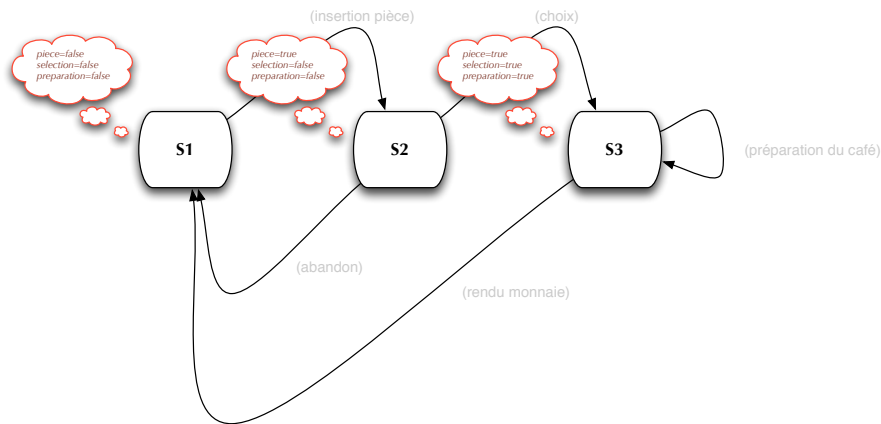 (insertion pièce)
(choix)
piece=false
selection=false
preparation=false
piece=true
selection=false
preparation=false
piece=true
selection=true
preparation=true
S1
S2
S3
(préparation du café)
(abandon)
(rendu monnaie)